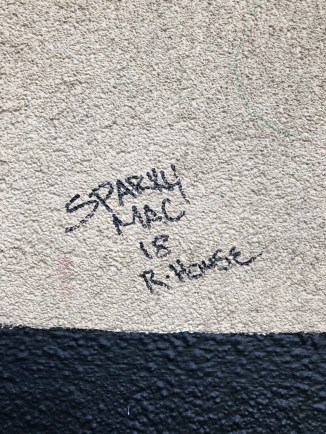 SPARKY
MAC
18
R. HOUSE